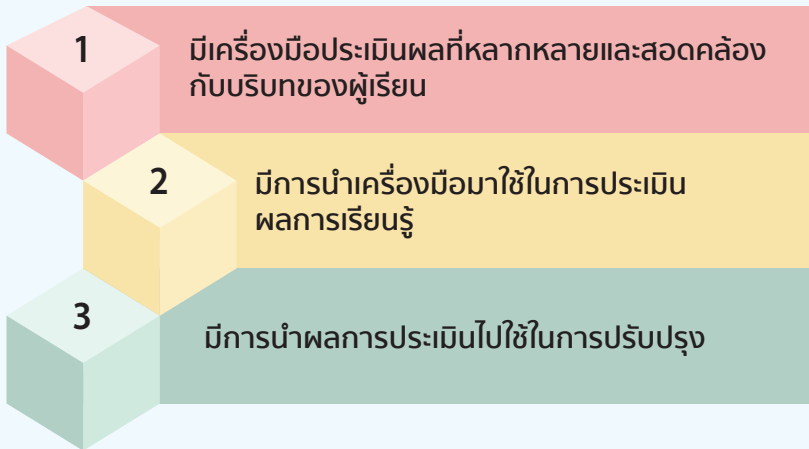 1
มีเครื่องมือประเมินผลที่หลากหลายและสอดคล้อง
กับบริบทของผู้เรียน
2
มีการนำเครื่องมือมาใช้ในการประเมิน
ผลการเรียนรู้
3
มีการนำผลการประเมินไปใช้ในการปรับปรุง